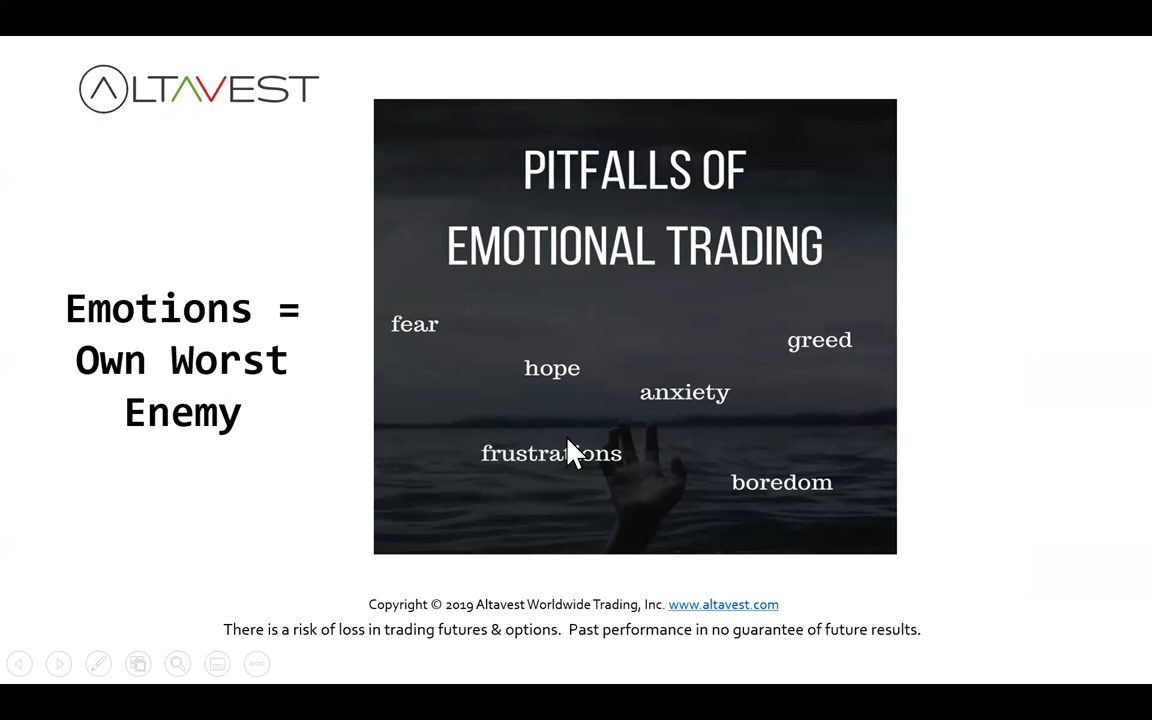 ALTAVEST
PITFALLS OF
EMOTIONAL TRADING
Emotions =
Own Worst
Enemy
fear
greed
hope
anxiety
frustrations
boredom
Copyright © 2019 Altavest Worldwide Trading, Inc. www.altavest.com
There is a risk of loss in trading futures & options. Past performance in no guarantee of future results.